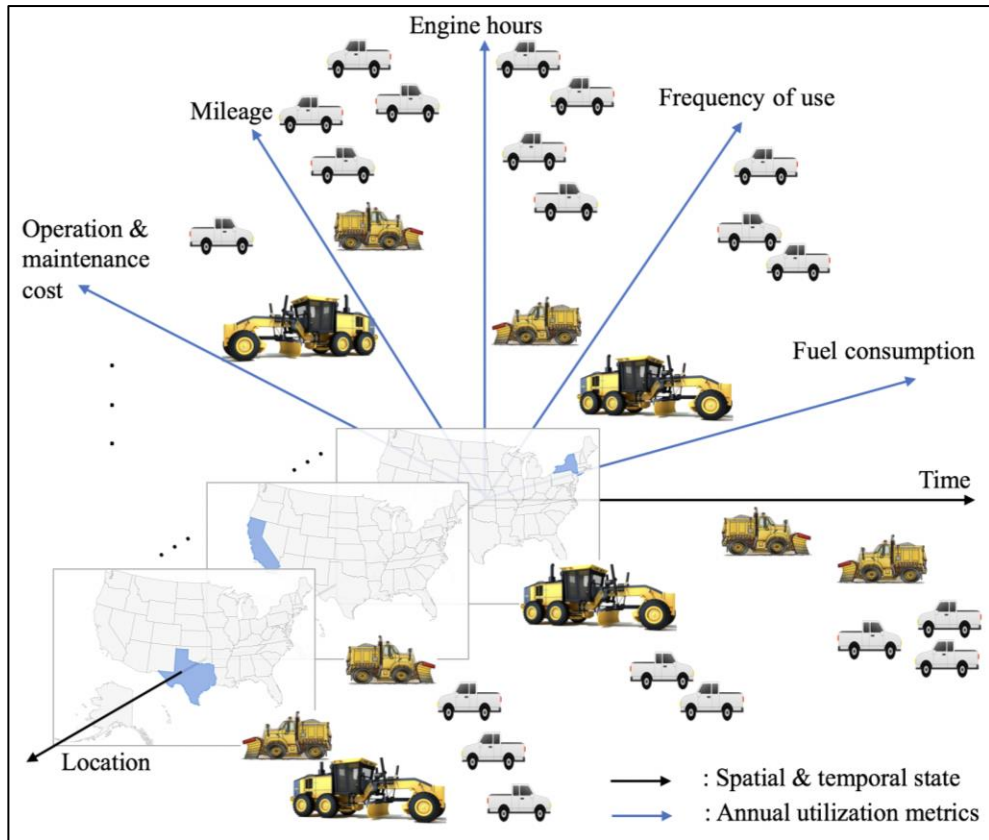 Engine hours
Mileage
Frequency of use
Operation &
maintenance
cost
Fuel consumption
Time
Location
: Spatial & temporal state
: Annual utilization metrics